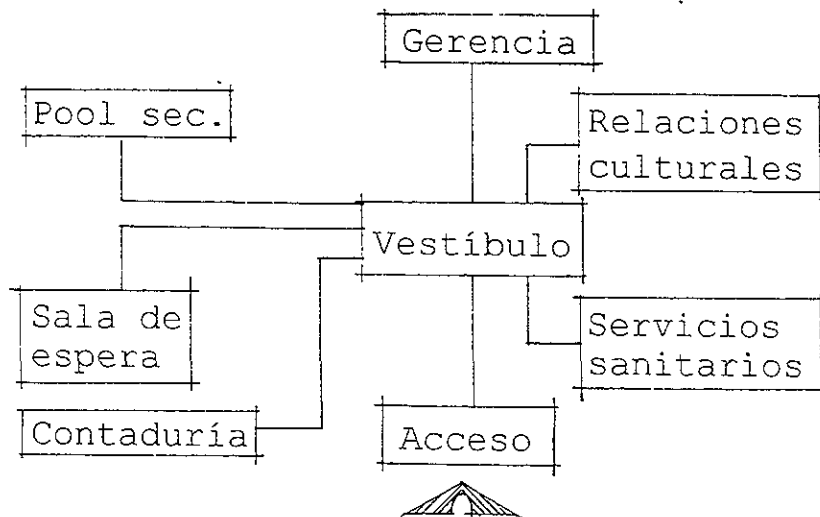 Gerencia
Pool sec.
Relaciones
culturales
Vestíbulo
Sala de
espera
Servicios
sanitarios
Contaduría
Acceso